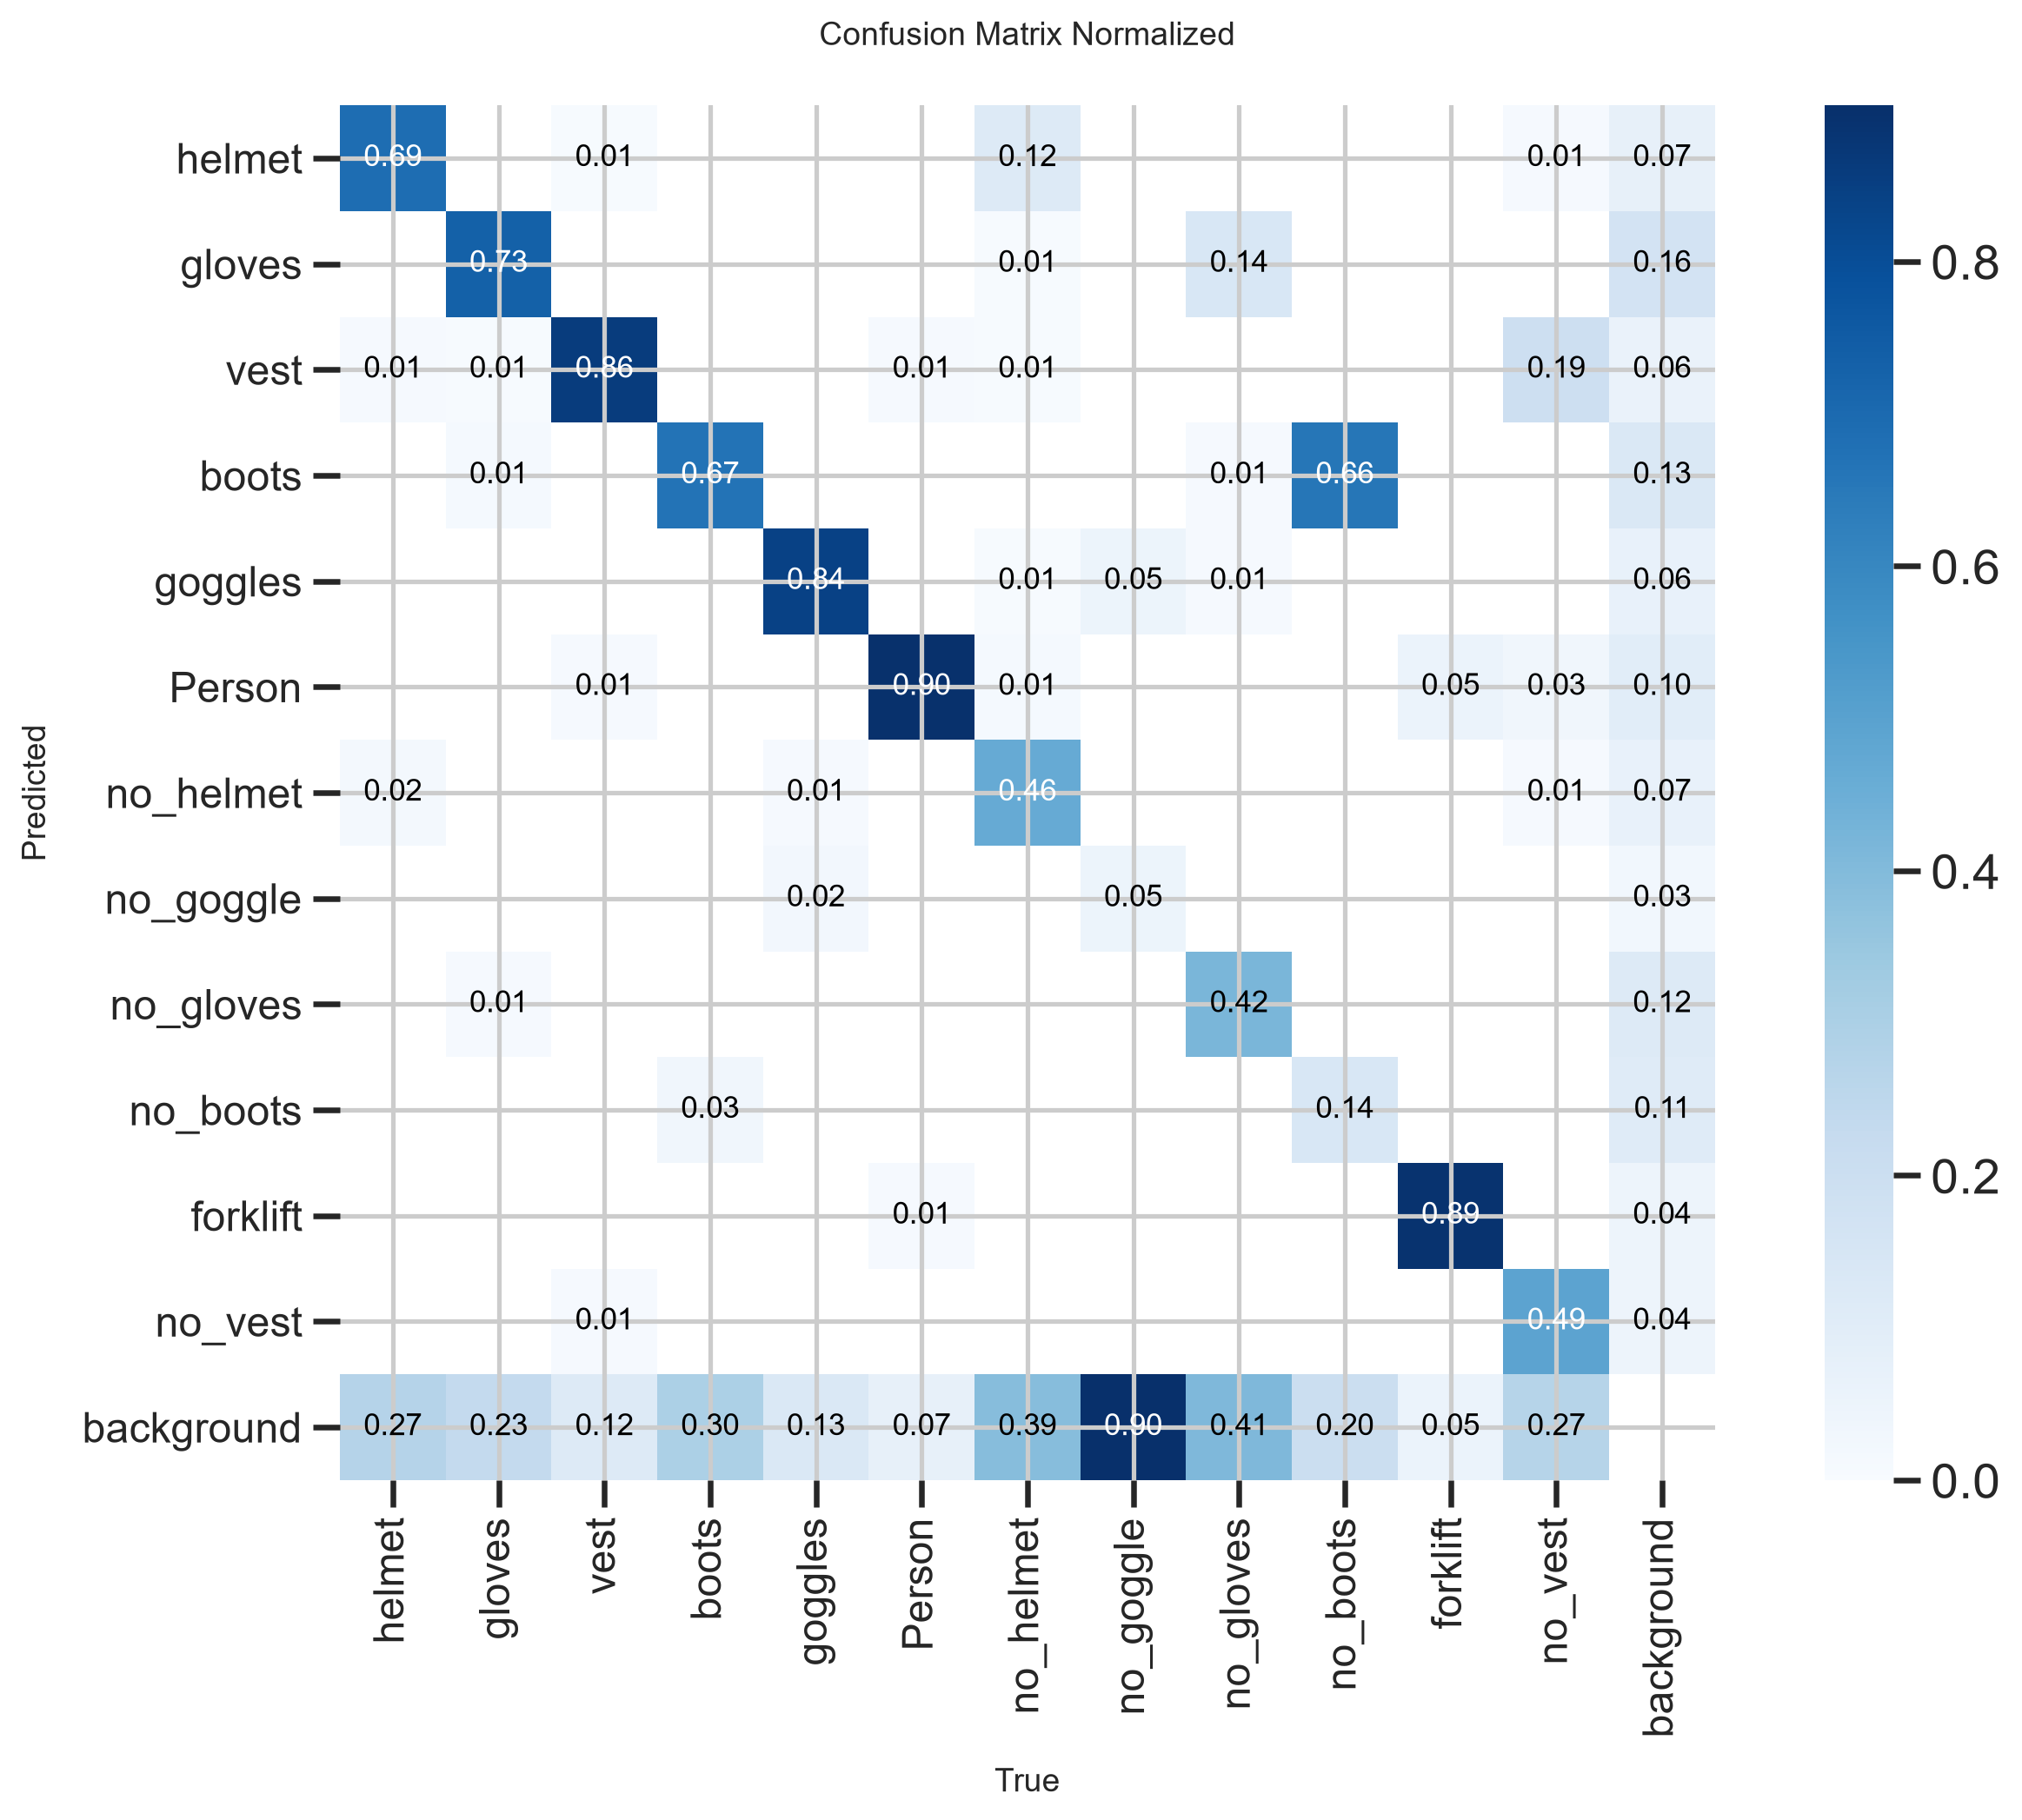 Confusion Matrix Normalized
helmet 0.69 0.01 0.12 0.01 0.07
gloves 0.73 0.01 0.14 0.16
vest 0.01 0.01 0.86 0.01 0.01 0.19 0.06
boots 0.01 0.67 0.01 0.66 0.13
goggles 0.84 0.01 0.05 0.01 0.06
Person 0.01 0.90 0.01 0.05 0.03 0.10
no_helmet 0.02 0.01 0.46 0.01 0.07
no_goggle 0.02 0.05 0.03
no_gloves 0.01 0.42 0.12
no_boots 0.03 0.14 0.11
forklift 0.01 0.89 0.04
no_vest 0.01 0.49 0.04
background 0.27 0.23 0.12 0.30 0.13 0.07 0.39 0.90 0.41 0.20 0.05 0.27
Predicted
helmet gloves vest boots goggles Person no_helmet no_goggle no_gloves no_boots forklift no_vest background
True
0.8
0.6
0.4
0.2
0.0